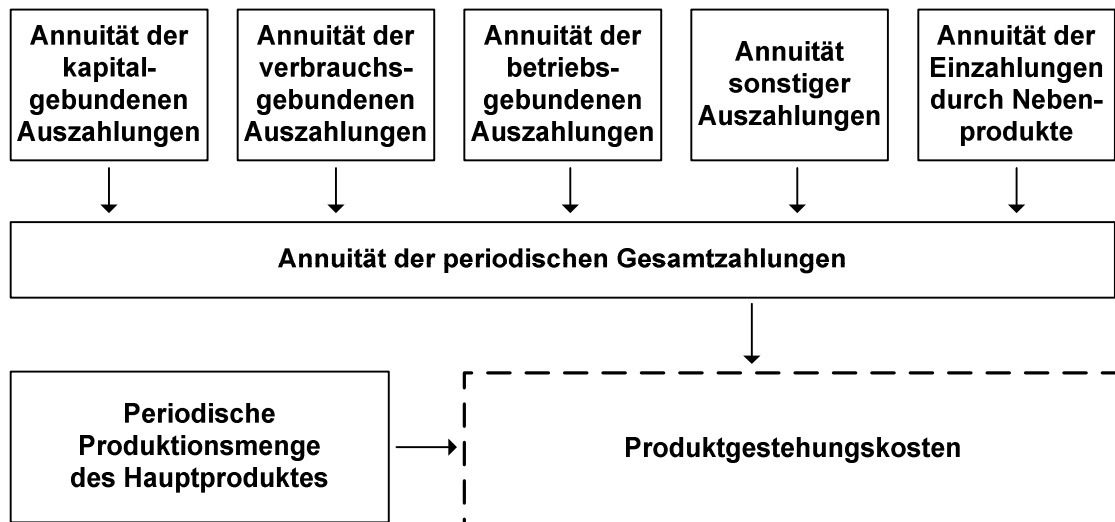 Annuität der
kapital-
gebundenen
Auszahlungen
Annuität der
verbrauchs-
gebundenen
Auszahlungen
Annuität der
betriebs-
gebundenen
Auszahlungen
Annuität
sonstiger
Auszahlungen
Annuität der
Einzahlungen
durch Neben-
produkte
Annuität der periodischen Gesamtzahlungen
Periodische
Produktionsmenge
des Hauptproduktes
Produktgestehungskosten